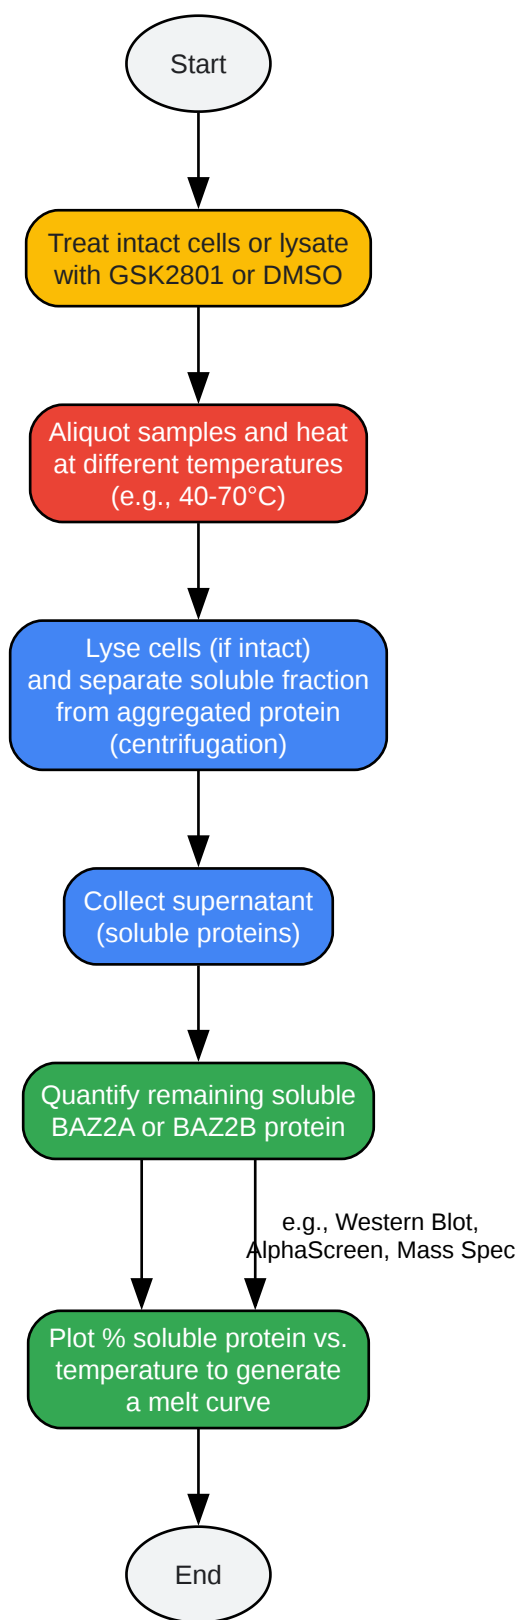 Start
Treat intact cells or lysate
with GSK2801 or DMSO
Aliquot samples and heat
at different temperatures
(e.g., 40-70°C)
Lyse cells (if intact)
and separate soluble fraction
from aggregated protein
(centrifugation)
Collect supernatant
(soluble proteins)
Quantify remaining soluble
BAZ2A or BAZ2B protein
e.g., Western Blot,
AlphaScreen, Mass Spec
Plot % soluble protein vs.
temperature to generate
a melt curve
End